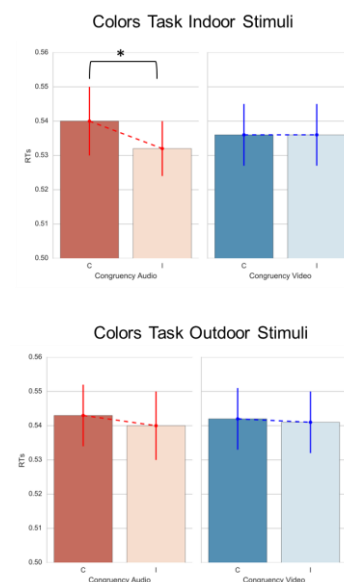 Colors Task Indoor Stimuli
*
0.56
0.55
0.54
0.53
0.52
0.51
0.50
RTs
C I
Congruency Audio
C I
Congruency Video
Colors Task Outdoor Stimuli
0.56
0.55
0.54
0.53
0.52
0.51
0.50
RTs
C I
Congruency Audio
C I
Congruency Video